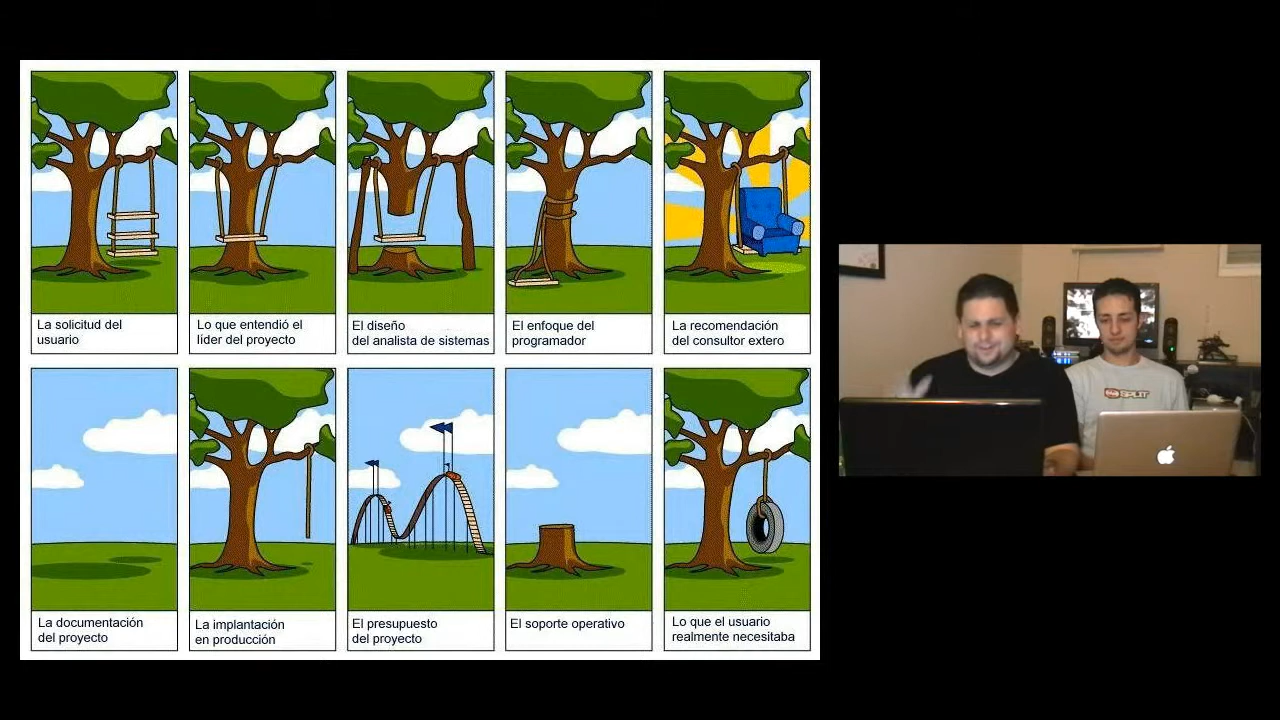 La solicitud del
usuario
Lo que entendió el
líder del proyecto
El diseño
del analista de sistemas
El enfoque del
programador
La recomendación
del consultor extero
La documentación
del proyecto
La implantación
en producción
El presupuesto
del proyecto
El soporte operativo
Lo que el usuario
realmente necesitaba
SPLIT